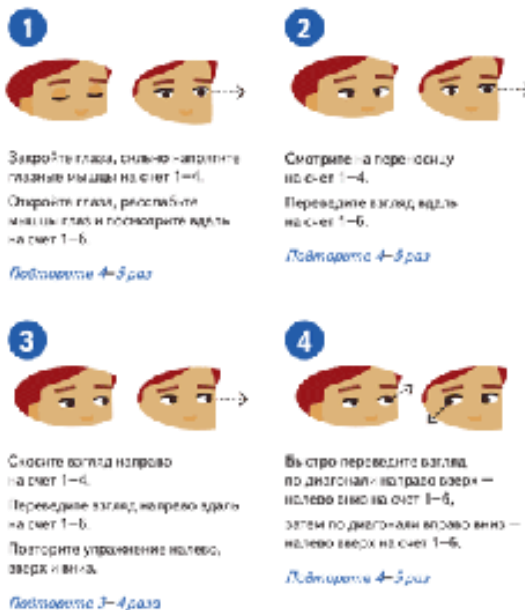 1
Закройте глаза, сильно напрягите
глазные мышцы на счет 1–4.
Откройте глаза, расслабьте
мышцы глаз и посмотрите вдаль
на счет 1–6.
Повторите 4–5 раз
2
Смотрите на переносицу
на счет 1–4.
Переведите взгляд вдаль
на счет 1–6.
Повторите 4–5 раз
3
Скосите взгляд направо
на счет 1–4.
Переведите взгляд направо вдаль
на счет 1–6.
Повторите упражнение налево,
вверх и вниз.
Повторите 3–4 раза
4
Быстро переведите взгляд
по диагонали направо вверх —
налево вниз на счет 1–6,
затем по диагонали вправо вниз —
налево вверх на счет 1–6.
Повторите 4–5 раз